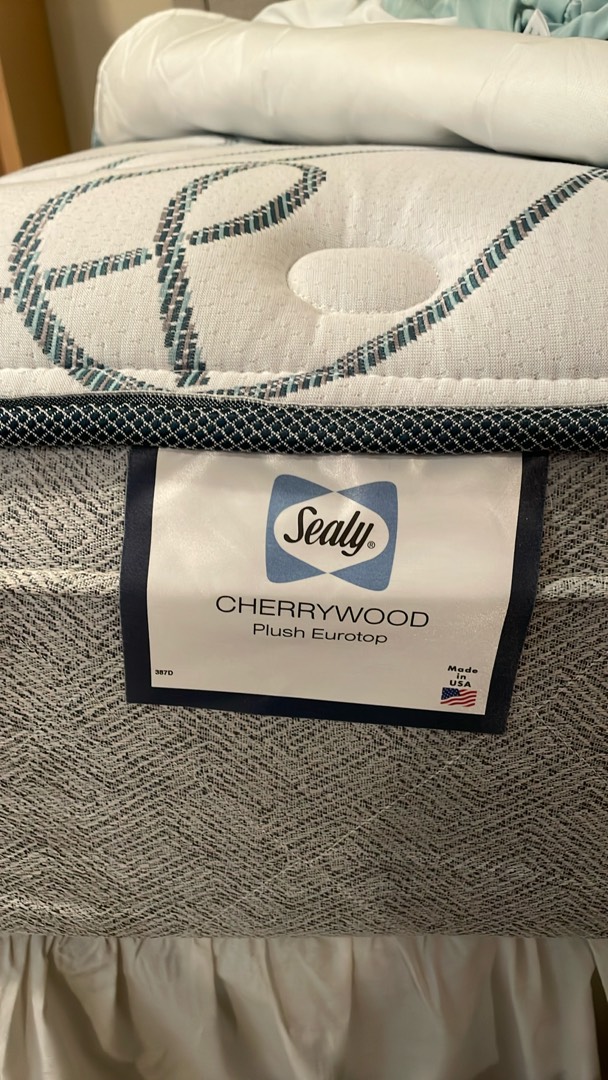 Sealy®
CHERRYWOOD
Plush Eurotop
387D
Made
in
USA